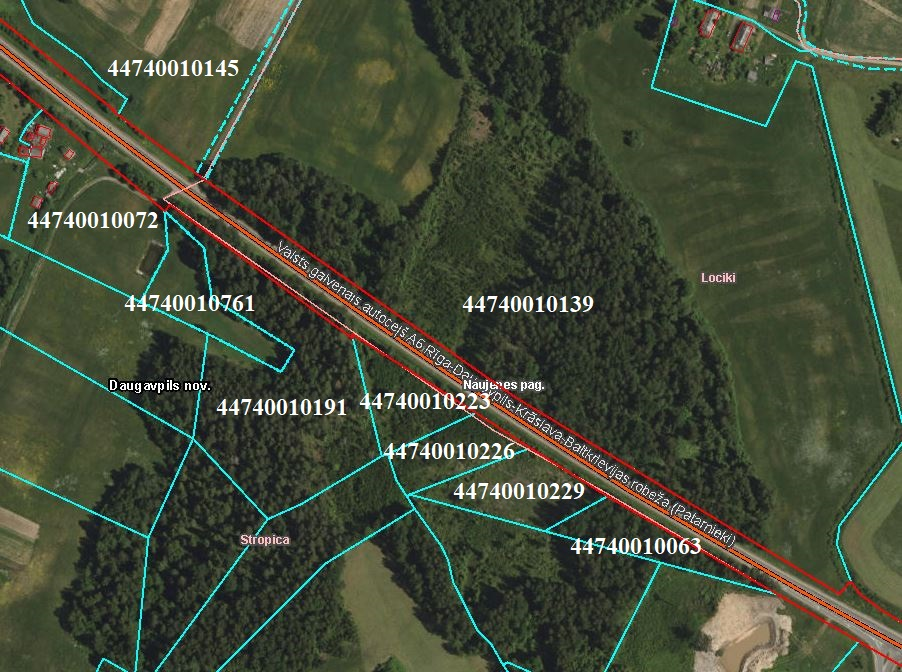 44740010145
44740010072
Lociki
44740010761
44740010139
Valsts galvenais autoceļš A6 Rīga-Daugavpils-Krāslava-Baltkrievijas robeža (Patarnieki)
Daugavpils nov.
Naujenes pag.
44740010191
44740010223
44740010226
44740010229
Stropica
44740010063